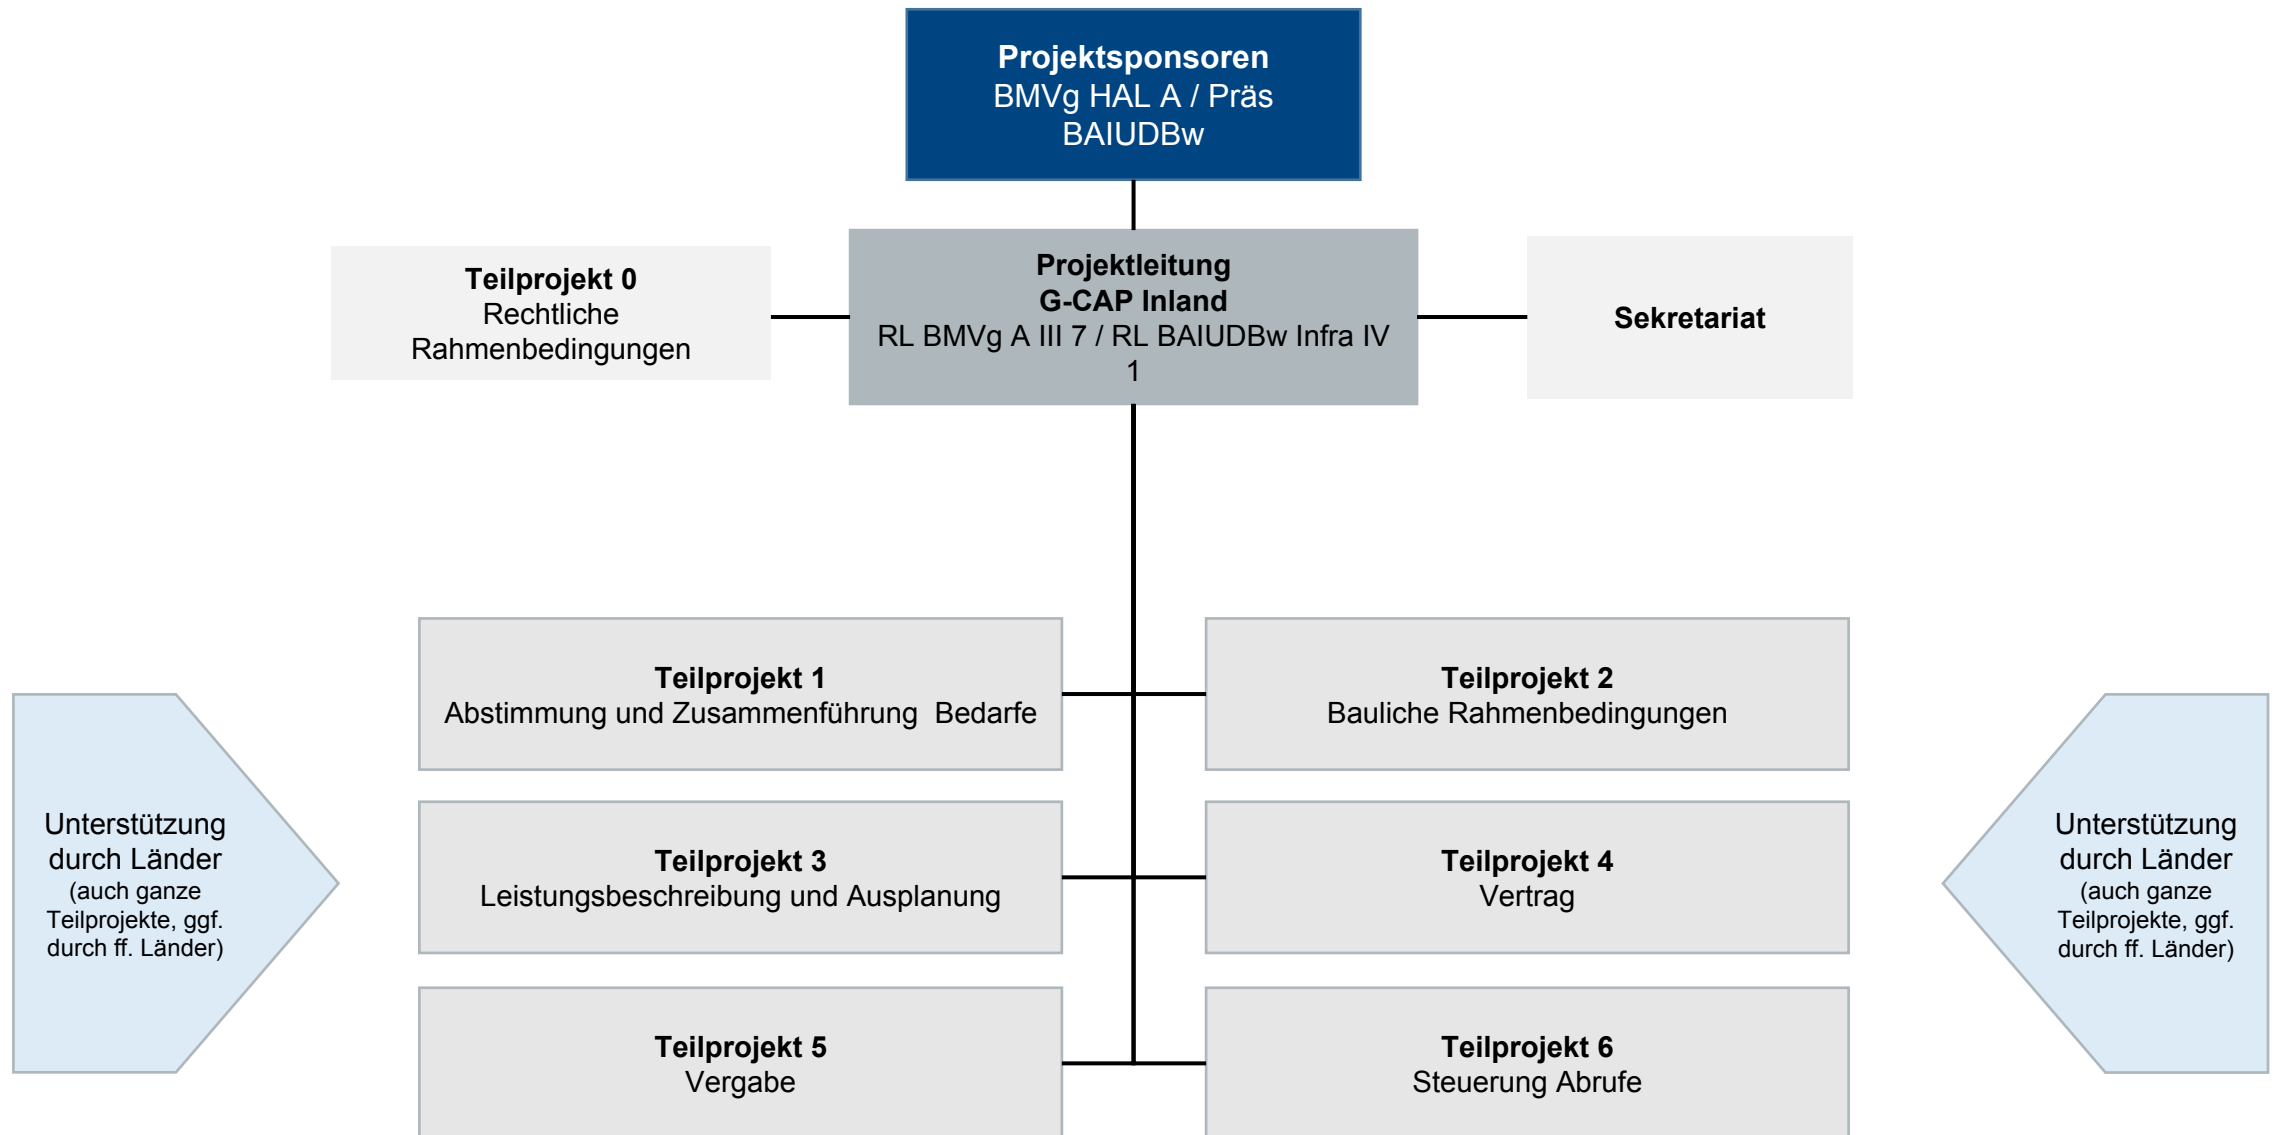 Projektsponsoren
BMVg HAL A / Präs
BAIUDBw
Teilprojekt 0
Rechtliche
Rahmenbedingungen
Projektleitung
G-CAP Inland
RL BMVg A III 7 / RL BAIUDBw Infra IV
1
Sekretariat
Teilprojekt 1
Abstimmung und Zusammenführung  Bedarfe
Teilprojekt 2
Bauliche Rahmenbedingungen
Unterstützung
durch Länder
(auch ganze
Teilprojekte, ggf.
durch ff. Länder)
Teilprojekt 3
Leistungsbeschreibung und Ausplanung
Teilprojekt 4
Vertrag
Unterstützung
durch Länder
(auch ganze
Teilprojekte, ggf.
durch ff. Länder)
Teilprojekt 5
Vergabe
Teilprojekt 6
Steuerung Abrufe